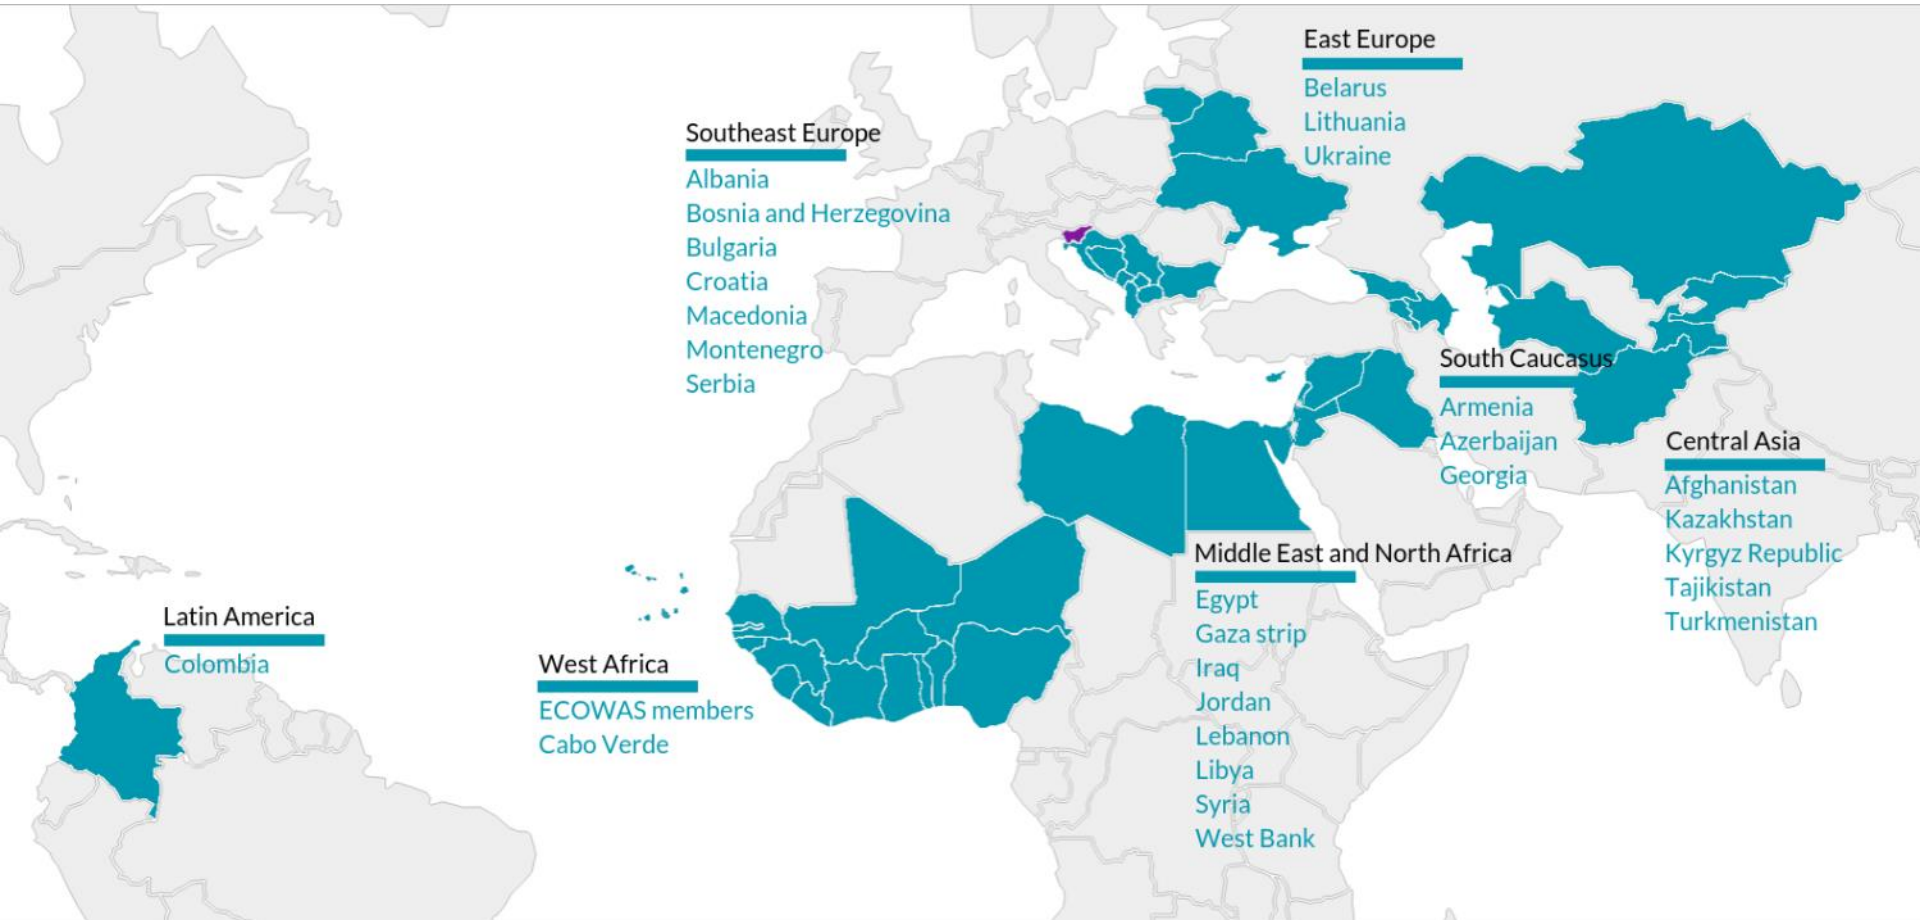 East Europe
Belarus
Lithuania
Ukraine
Southeast Europe
Albania
Bosnia and Herzegovina
Bulgaria
Croatia
Macedonia
Montenegro
Serbia
South Caucasus
Armenia
Azerbaijan
Georgia
Central Asia
Afghanistan
Kazakhstan
Kyrgyz Republic
Tajikistan
Turkmenistan
Middle East and North Africa
Egypt
Gaza strip
Iraq
Jordan
Lebanon
Libya
Syria
West Bank
Latin America
Colombia
West Africa
ECOWAS members
Cabo Verde